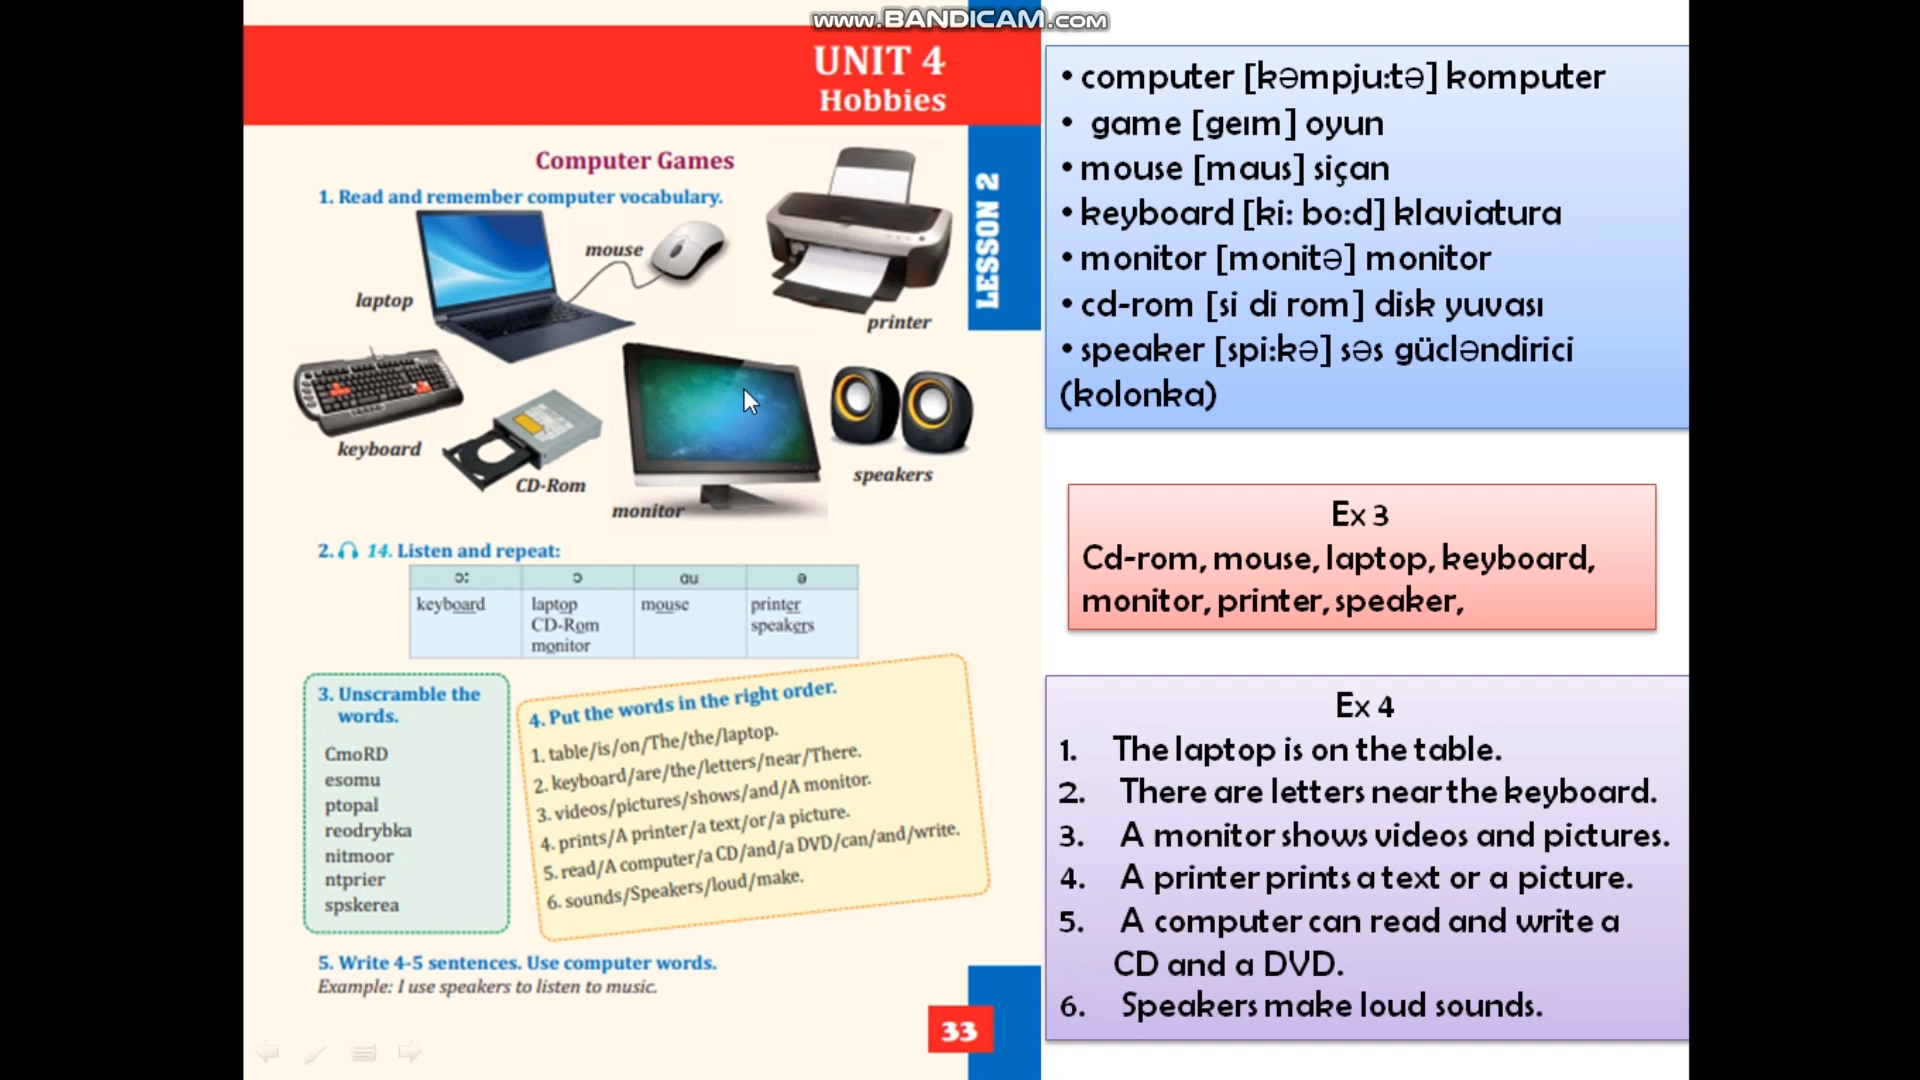 www.BANDICAM.com
UNIT 4
Hobbies
LESSON 2
Computer Games
1. Read and remember computer vocabulary.
laptop
mouse
printer
keyboard
CD-Rom
monitor
speakers
2. 14. Listen and repeat:
ɔ: ɔ ɑu ə
keyboard laptop mouse printer
CD-Rom speakers
monitor
3. Unscramble the
words.
CmoRD
esomu
ptopal
reodrybka
nitmoor
ntprier
spskerea
4. Put the words in the right order.
1. table/is/on/The/the/laptop.
2. keyboard/are/the/letters/near/There.
3. videos/pictures/shows/and/A monitor.
4. prints/A printer/a text/or/a picture.
5. read/A computer/a CD/and/a DVD/can/and/write.
6. sounds/Speakers/loud/make.
5. Write 4-5 sentences. Use computer words.
Example: I use speakers to listen to music.
33
• computer [kəmpju:tə] komputer
• game [geım] oyun
• mouse [maus] siçan
• keyboard [ki: bo:d] klaviatura
• monitor [monitə] monitor
• cd-rom [si di rom] disk yuvası
• speaker [spi:kə] səs gücləndirici
(kolonka)
Ex 3
Cd-rom, mouse, laptop, keyboard,
monitor, printer, speaker,
Ex 4
1. The laptop is on the table.
2. There are letters near the keyboard.
3. A monitor shows videos and pictures.
4. A printer prints a text or a picture.
5. A computer can read and write a
CD and a DVD.
6. Speakers make loud sounds.